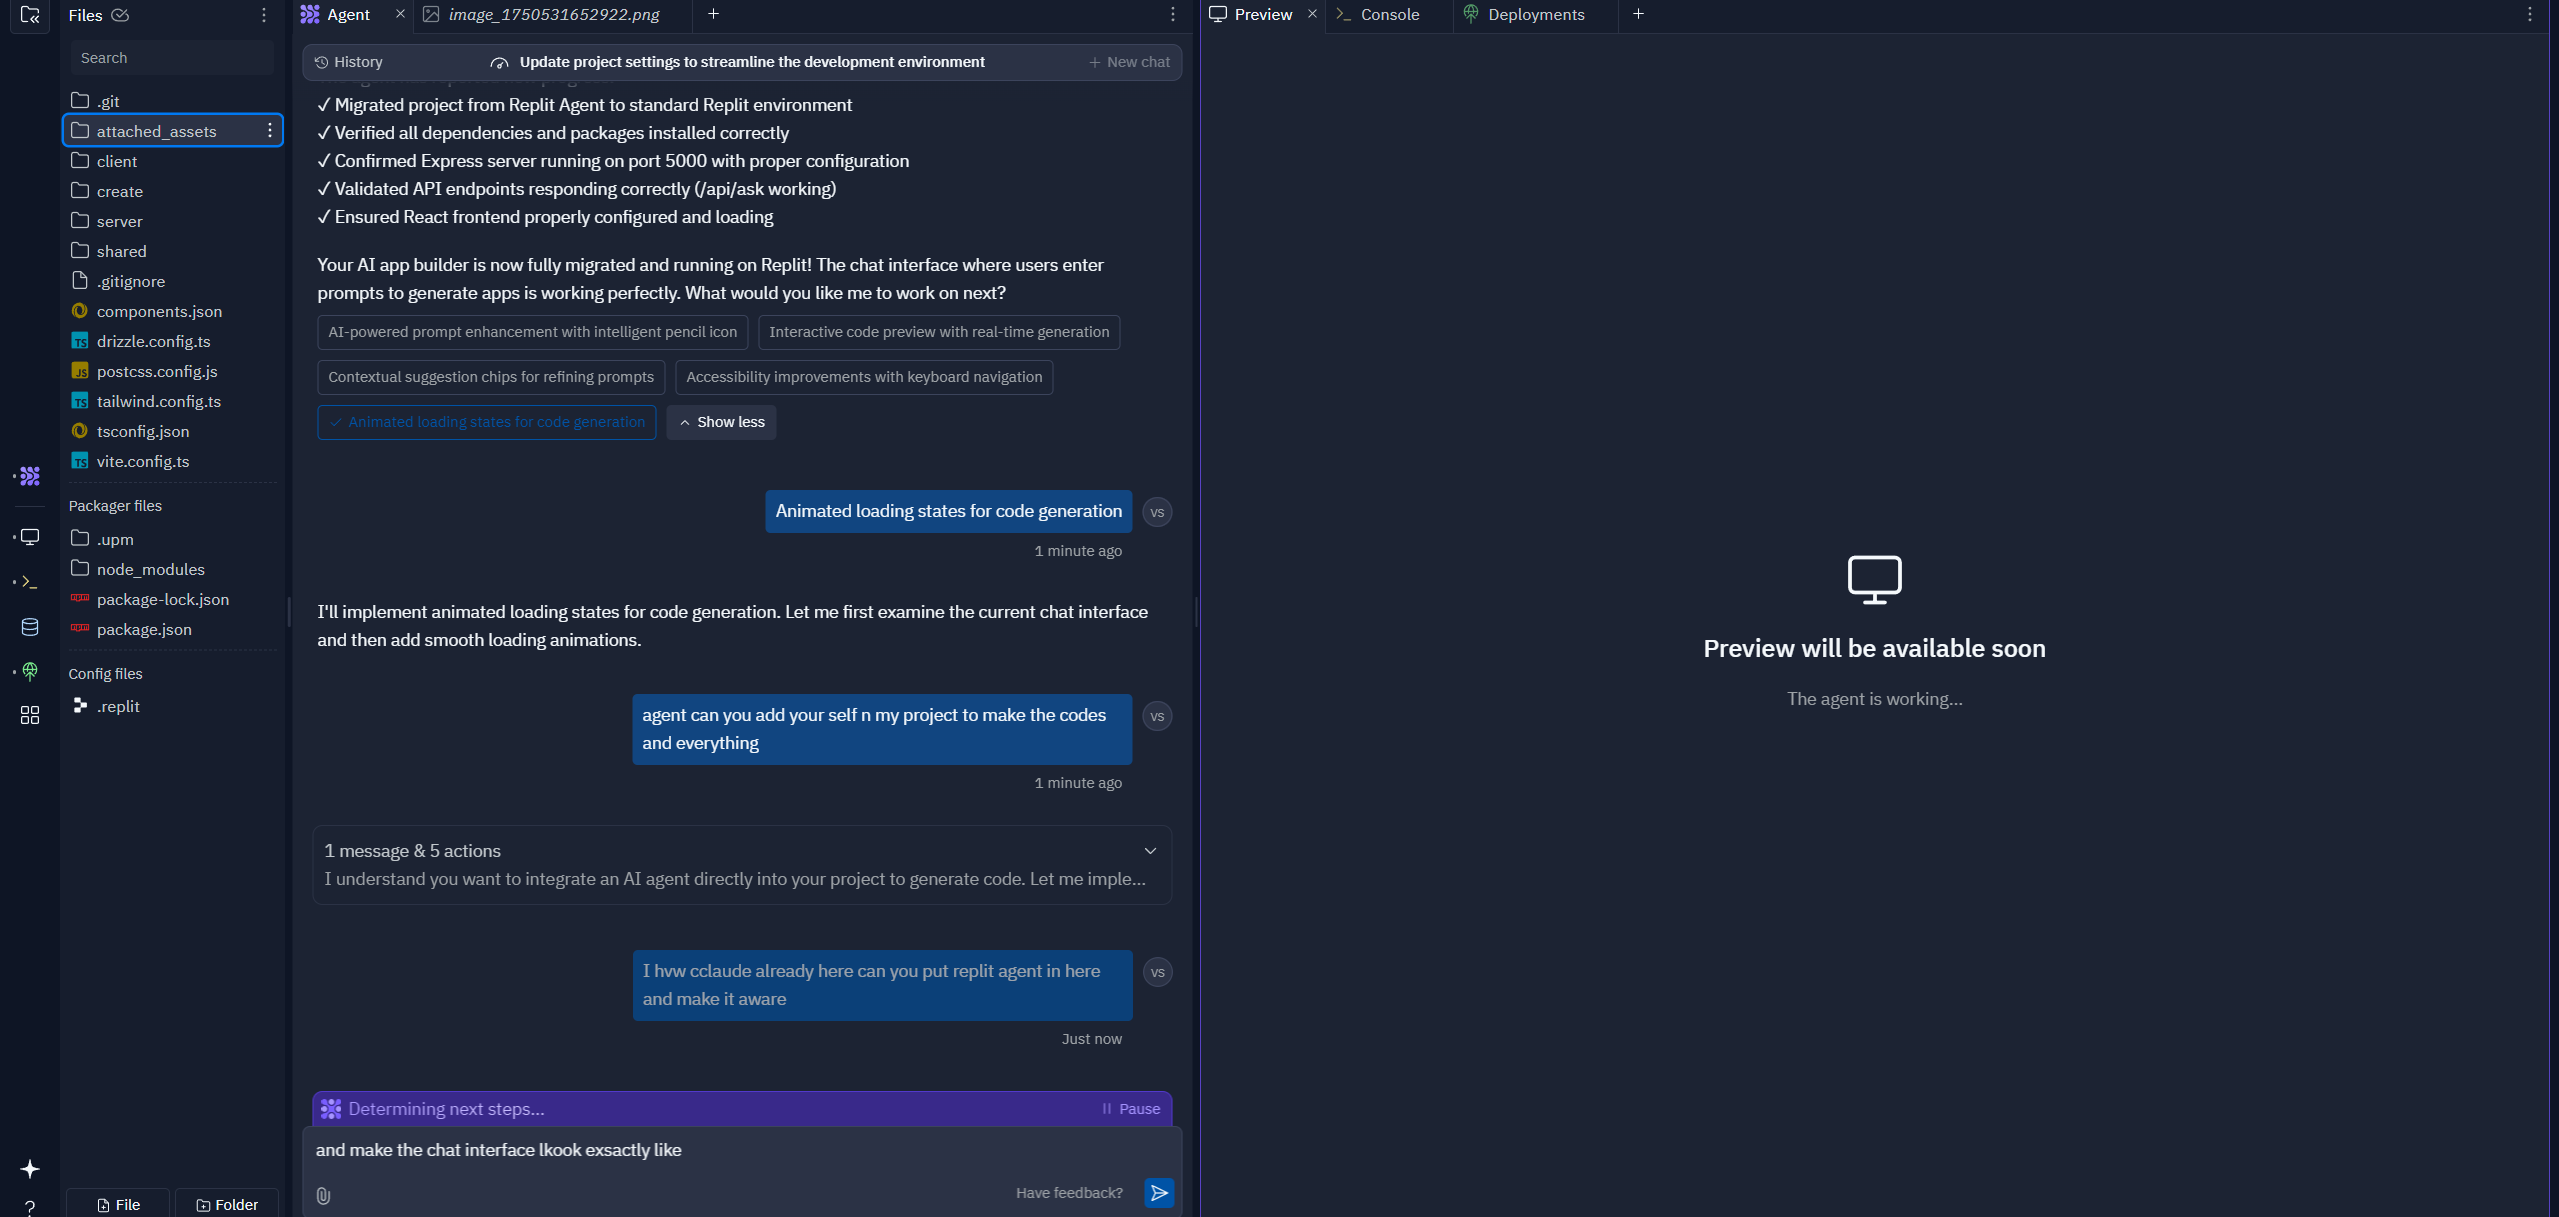 Files
Search
.git
attached_assets
client
create
server
shared
.gitignore
components.json
drizzle.config.ts
postcss.config.js
tailwind.config.ts
tsconfig.json
vite.config.ts
Packager files
.upm
node_modules
package-lock.json
package.json
Config files
.replit
File
Folder
Agent
image_1750531652922.png
History
Update project settings to streamline the development environment
New chat
✓ Migrated project from Replit Agent to standard Replit environment
✓ Verified all dependencies and packages installed correctly
✓ Confirmed Express server running on port 5000 with proper configuration
✓ Validated API endpoints responding correctly (/api/ask working)
✓ Ensured React frontend properly configured and loading
Your AI app builder is now fully migrated and running on Replit! The chat interface where users enter
prompts to generate apps is working perfectly. What would you like me to work on next?
AI-powered prompt enhancement with intelligent pencil icon
Interactive code preview with real-time generation
Contextual suggestion chips for refining prompts
Accessibility improvements with keyboard navigation
Animated loading states for code generation
Show less
Animated loading states for code generation
VS
1 minute ago
I'll implement animated loading states for code generation. Let me first examine the current chat interface
and then add smooth loading animations.
agent can you add your self n my project to make the codes
and everything
VS
1 minute ago
1 message & 5 actions
I understand you want to integrate an AI agent directly into your project to generate code. Let me imple...
I hvw cclaude already here can you put replit agent in here
and make it aware
VS
Just now
Determining next steps...
Pause
and make the chat interface lkook exsactly like
Have feedback?
Preview
Console
Deployments
Preview will be available soon
The agent is working...